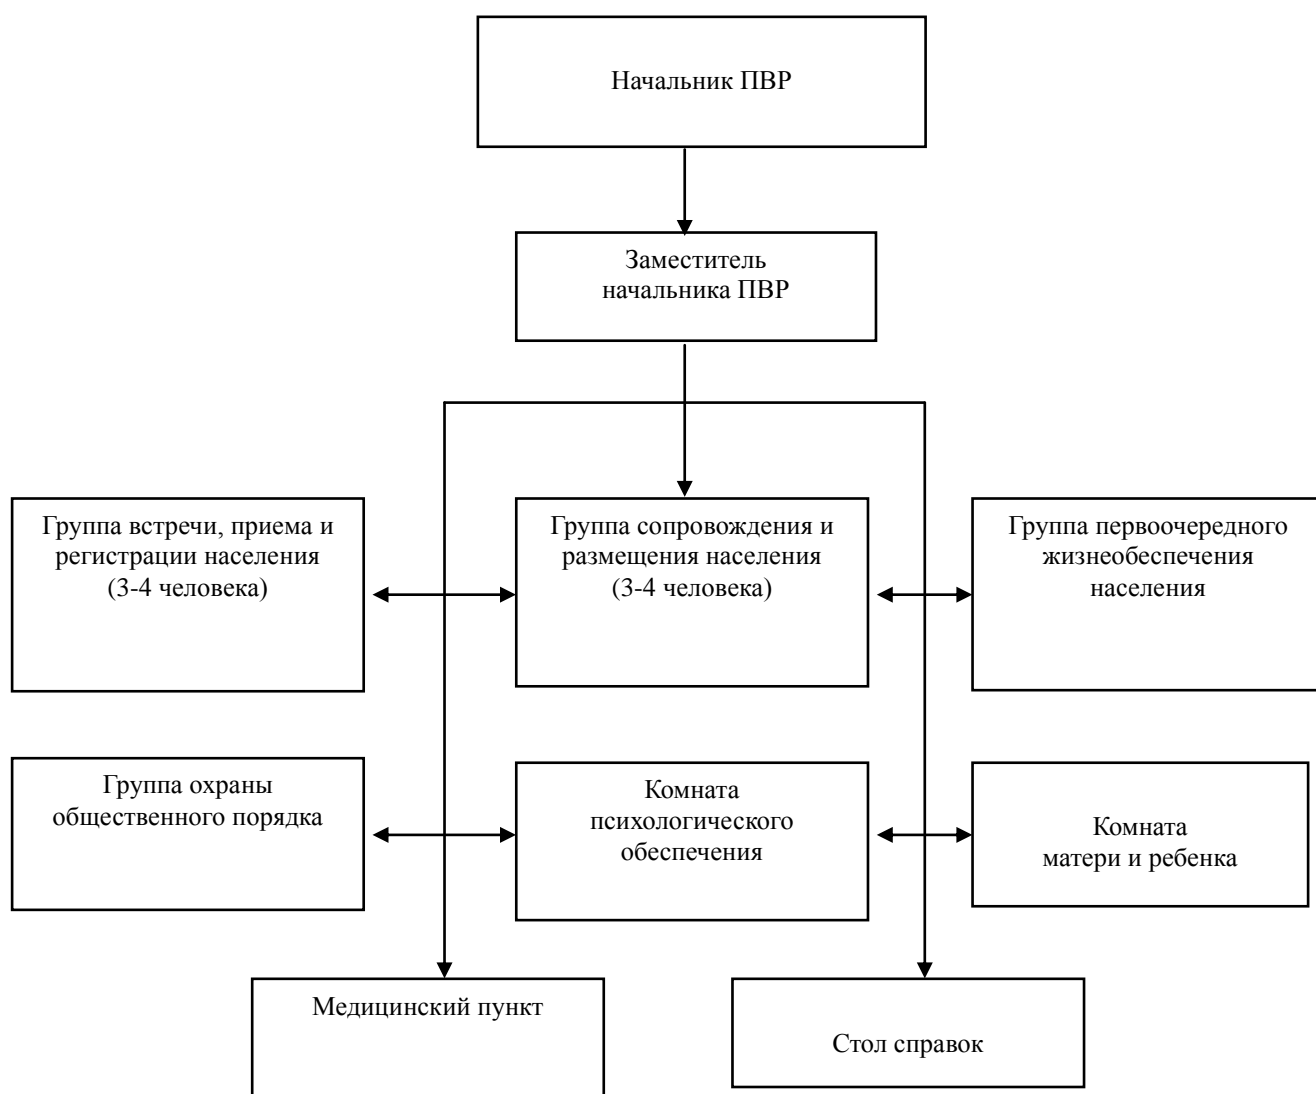 Начальник ПВР
Заместитель
начальника ПВР
Группа встречи, приема и
регистрации населения
(3-4 человека)
Группа сопровождения и
размещения населения
(3-4 человека)
Группа первоочередного
жизнеобеспечения
населения
Группа охраны
общественного порядка
Комната
психологического
обеспечения
Комната
матери и ребенка
Медицинский пункт
Стол справок